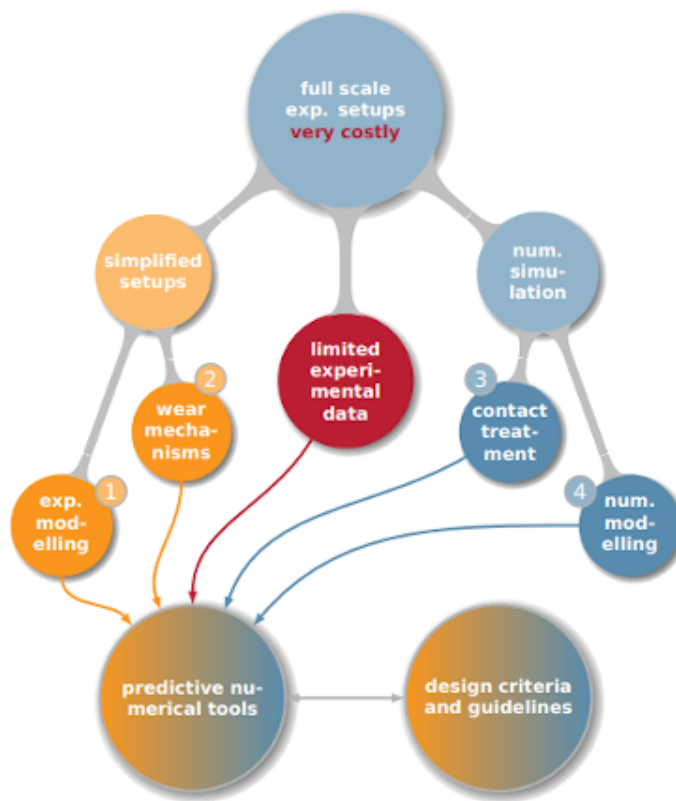 full scale
exp. setups
very costly
simplified
setups
num.
simu-
lation
limited
experi-
mental
data
2
wear
mecha-
nisms
3
contact
treat-
ment
1
exp.
mod-
elling
4
num.
mod-
elling
predictive nu-
merical tools
design criteria
and guidelines